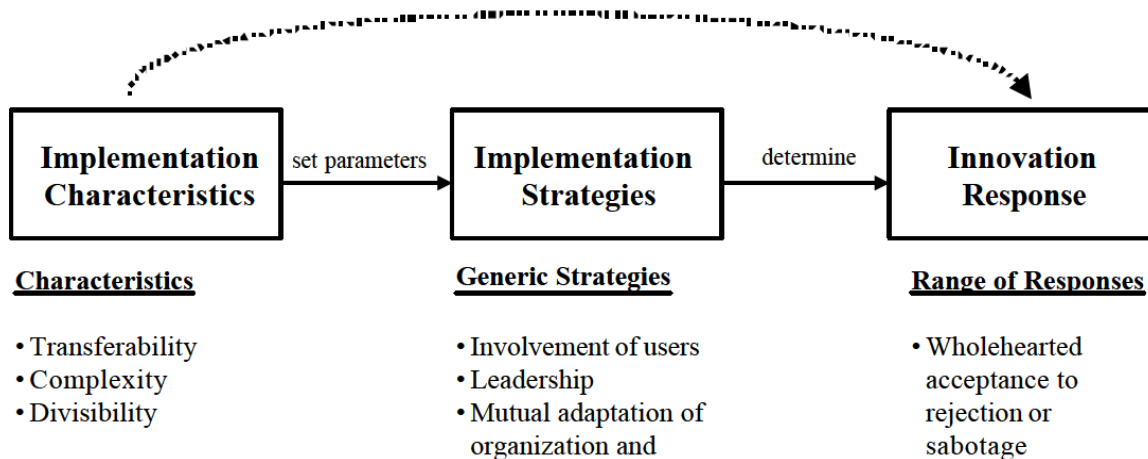 Implementation
Characteristics
set parameters
Implementation
Strategies
determine
Innovation
Response
Characteristics
• Transferability
• Complexity
• Divisibility
Generic Strategies
• Involvement of users
• Leadership
• Mutual adaptation of
organization and
Range of Responses
• Wholehearted
acceptance to
rejection or
sabotage